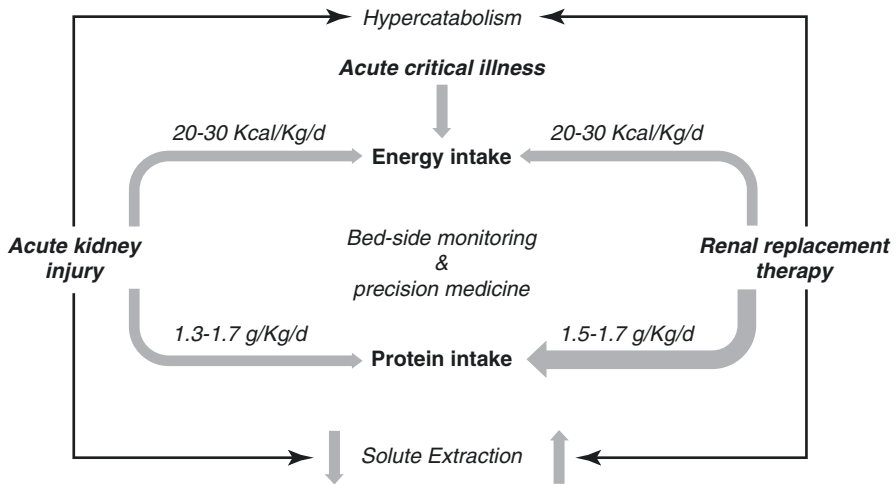 Hypercatabolism
Acute critical illness
20-30 Kcal/Kg/d
20-30 Kcal/Kg/d
Energy intake
Acute kidney
injury
Bed-side monitoring
&
precision medicine
Renal replacement
therapy
1.3-1.7 g/Kg/d
1.5-1.7 g/Kg/d
Protein intake
Solute Extraction